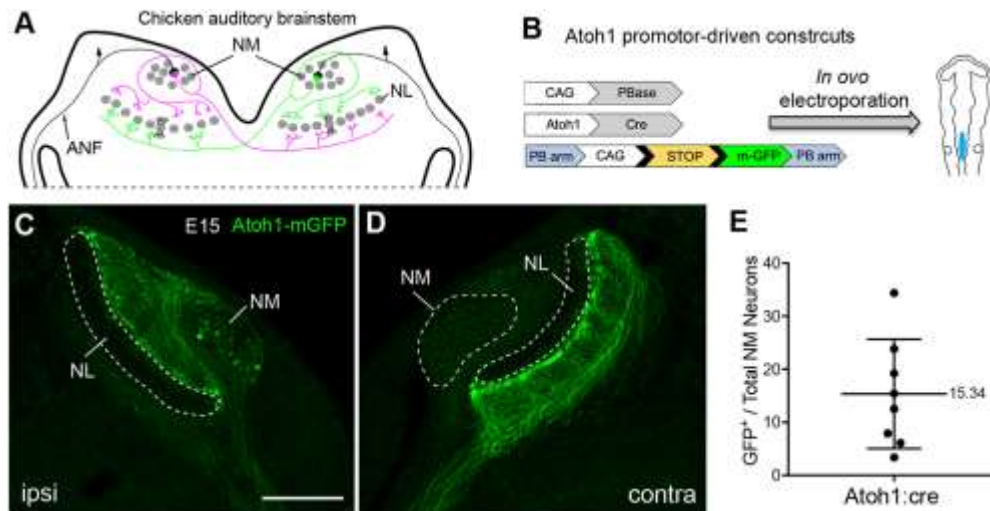 A
Chicken auditory brainstem
NM
NL
ANF
B
Atoh1 promotor-driven constrcuts
CAG PBase
Atoh1 Cre
PB arm CAG STOP m-GFP PB arm
In ovo
electroporation
C
E15 Atoh1-mGFP
NM
NL
ipsi
D
NM
NL
contra
E
GFP+ / Total NM Neurons
40
30
20
10
0
15.34
Atoh1:cre